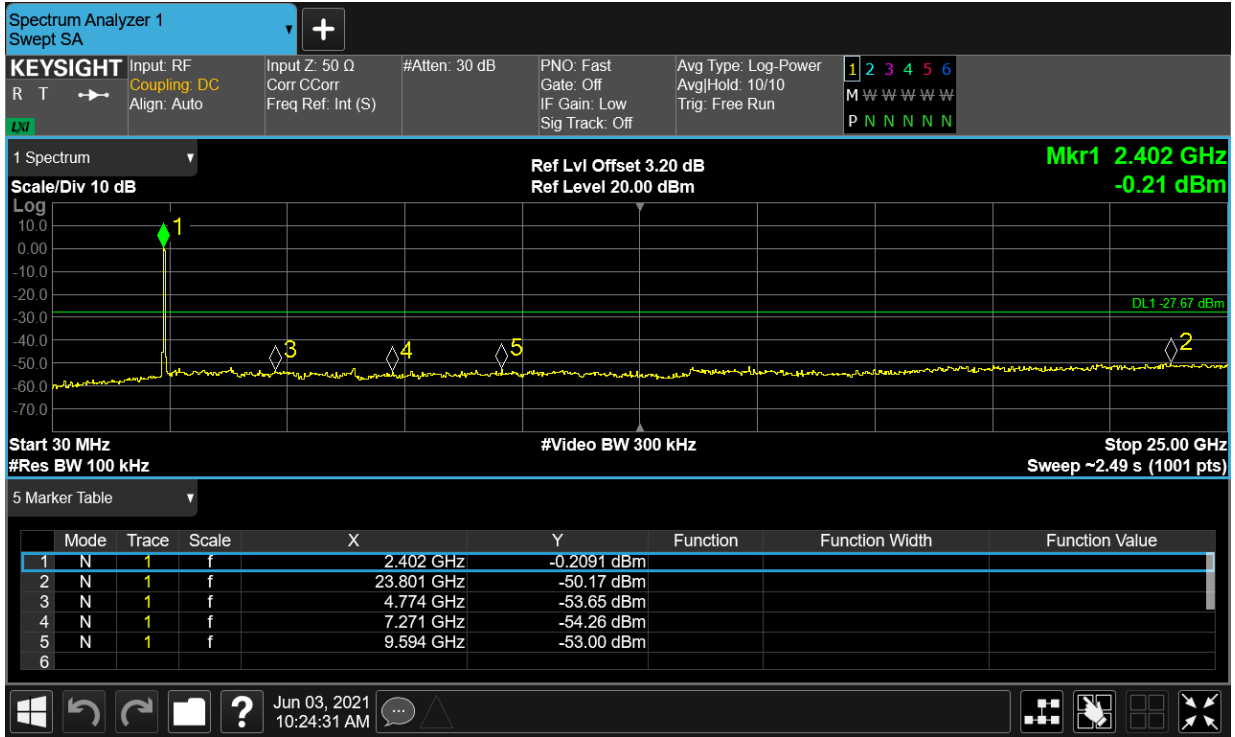 Spectrum Analyzer 1
Swept SA
KEYSIGHT
R T
LXI
Input: RF
Coupling: DC
Align: Auto
Input Z: 50 Ω
Corr CCorr
Freq Ref: Int (S)
#Atten: 30 dB
PNO: Fast
Gate: Off
IF Gain: Low
Sig Track: Off
Avg Type: Log-Power
Avg|Hold: 10/10
Trig: Free Run
1 2 3 4 5 6
M W W W W W
P N N N N N
1 Spectrum
Scale/Div 10 dB
Ref Lvl Offset 3.20 dB
Ref Level 20.00 dBm
Mkr1 2.402 GHz
-0.21 dBm
Log
10.0
0.00
-10.0
-20.0
-30.0
-40.0
-50.0
-60.0
-70.0
1
DL1 -27.67 dBm
3
4
5
2
Start 30 MHz
#Res BW 100 kHz
#Video BW 300 kHz
Stop 25.00 GHz
Sweep ~2.49 s (1001 pts)
5 Marker Table
Mode Trace Scale X Y Function Function Width Function Value
1 N 1 f 2.402 GHz -0.2091 dBm
2 N 1 f 23.801 GHz -50.17 dBm
3 N 1 f 4.774 GHz -53.65 dBm
4 N 1 f 7.271 GHz -54.26 dBm
5 N 1 f 9.594 GHz -53.00 dBm
6
?
Jun 03, 2021
10:24:31 AM